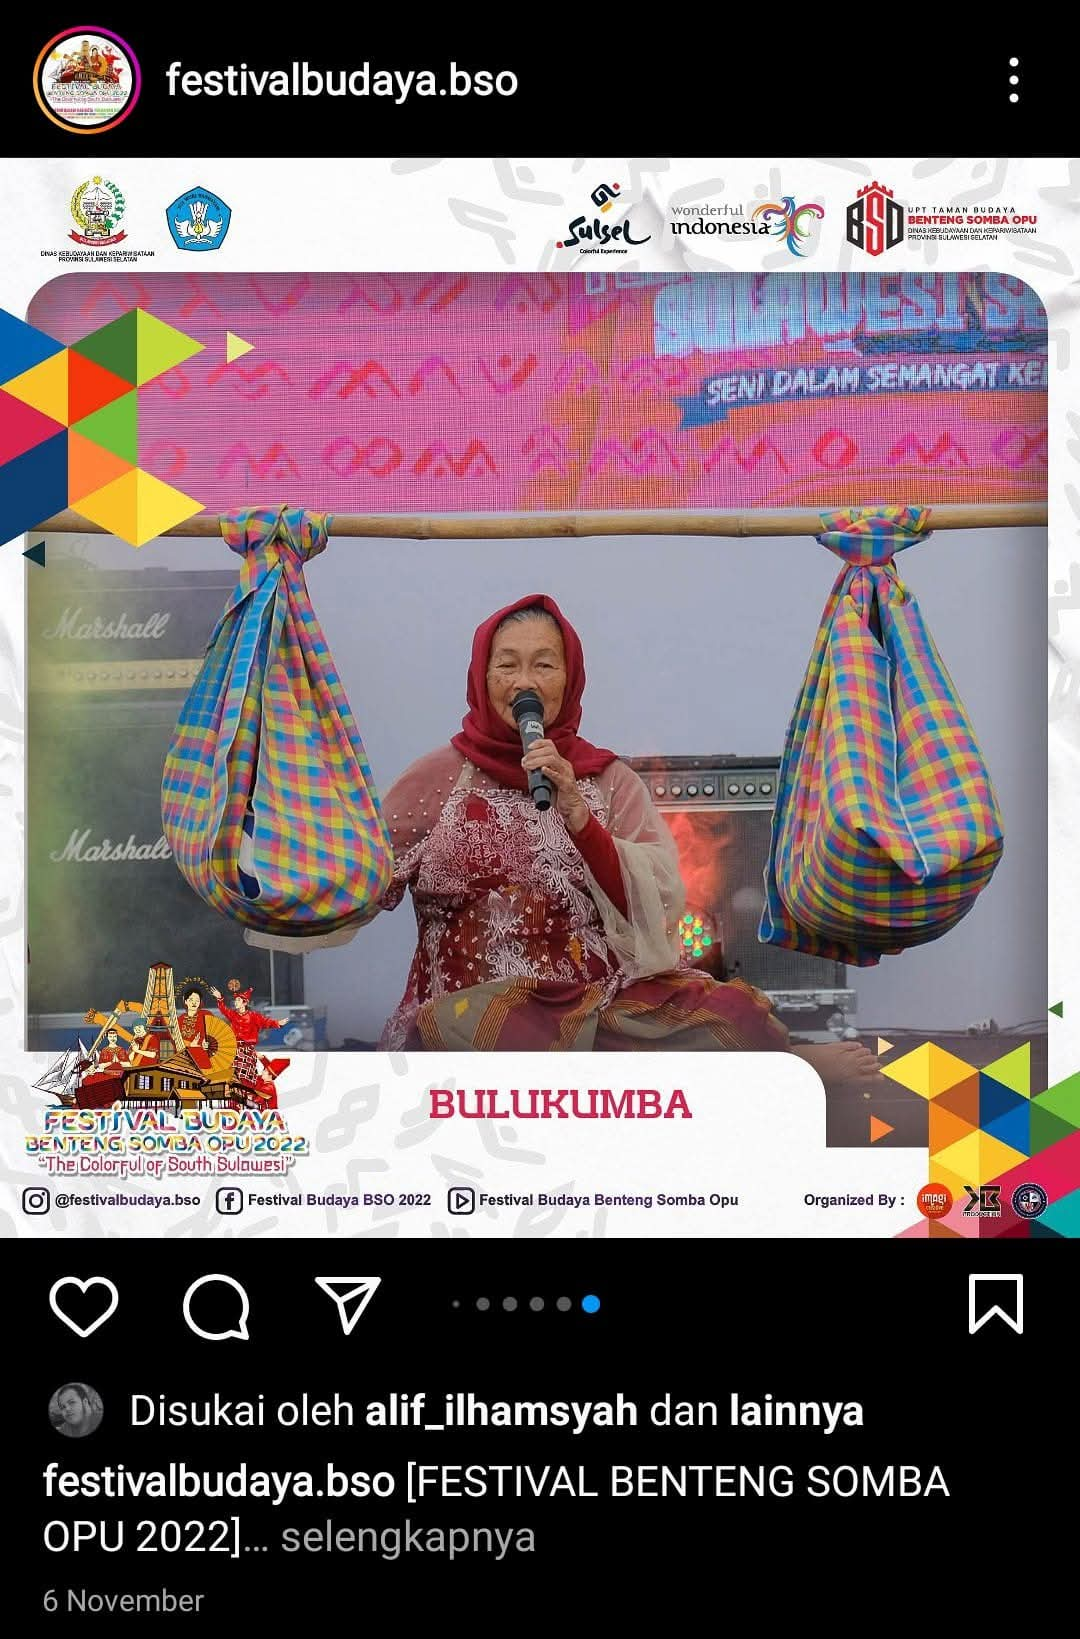 festivalbudaya.bso
DINAS KEBUDAYAAN DAN KEPARIWISATAAN
PROVINSI SULAWESI SELATAN
Sulsel
Colorful Experience
wonderful
indonesia
BSO
UPT TAMAN BUDAYA
BENTENG SOMBA OPU
DINAS KEBUDAYAAN DAN KEPARIWISATAAN
PROVINSI SULAWESI SELATAN
SULAWESI S
SENI DALAM SEMANGAT KE
Marshall
Marshall
FESTIVAL BUDAYA
BENTENG SOMBA OPU 2022
"The Colorful of South Sulawesi"
BULUKUMBA
@festivalbudaya.bso
Festival Budaya BSO 2022
Festival Budaya Benteng Somba Opu
Organized By :
imagi
Disukai oleh alif_ilhamsyah dan lainnya
festivalbudaya.bso [FESTIVAL BENTENG SOMBA
OPU 2022]... selengkapnya
6 November